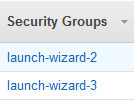 Security Groups
launch-wizard-2
launch-wizard-3